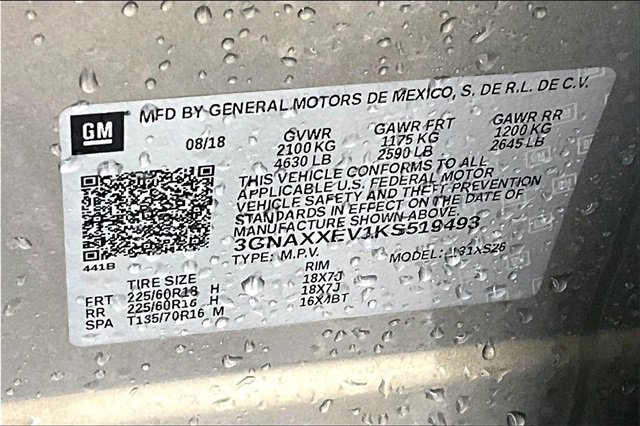 GM
MFD BY GENERAL MOTORS DE MEXICO, S. DE R.L. DE C.V.
08/18 GVWR GAWR FRT GAWR RR
2100 KG 1175 KG 1200 KG
4630 LB 2590 LB 2645 LB
THIS VEHICLE CONFORMS TO ALL
APPLICABLE U.S. FEDERAL MOTOR
VEHICLE SAFETY AND THEFT PREVENTION
STANDARDS IN EFFECT ON THE DATE OF
MANUFACTURE SHOWN ABOVE.
3GNAXXEV1KS519493
TYPE: M.P.V. MODEL:
441B
TIRE SIZE RIM
FRT 225/60R18 H 18X7J
RR 225/60R18 H 18X7J
SPA T135/70R16 M 16X4BT